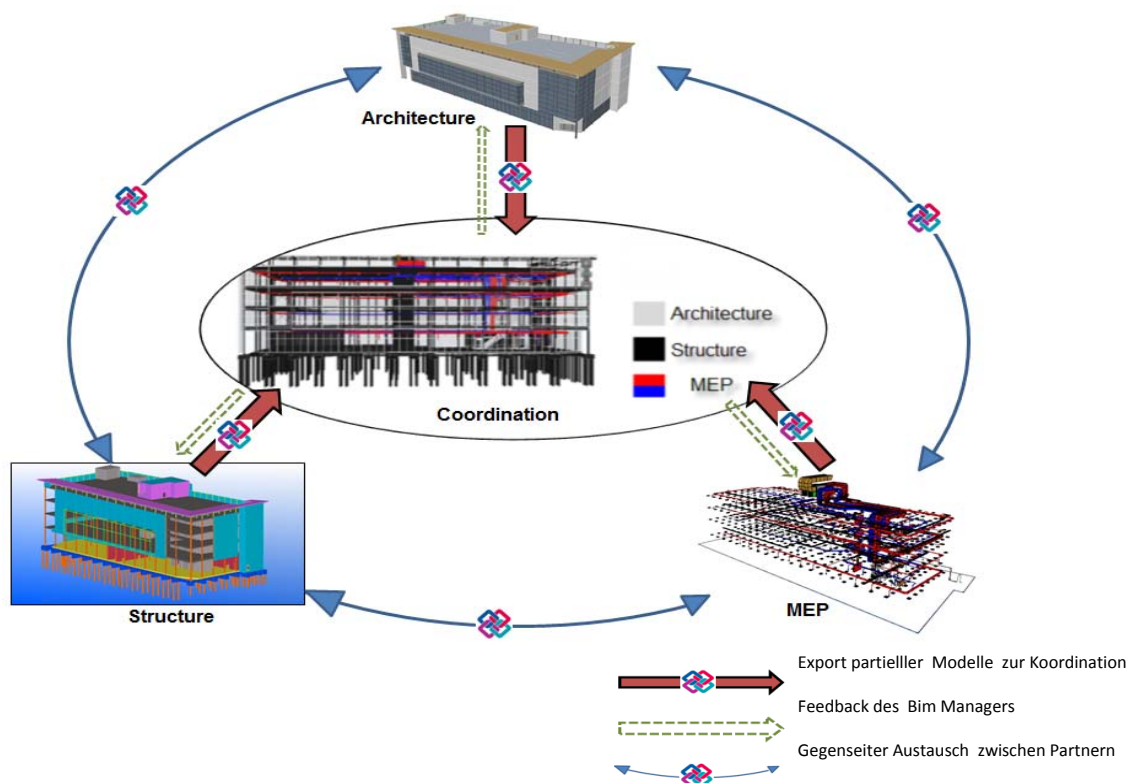 Architecture
Architecture
Structure
MEP
Coordination
Structure
MEP
Export partielller Modelle zur Koordination
Feedback des Bim Managers
Gegenseiter Austausch zwischen Partnern